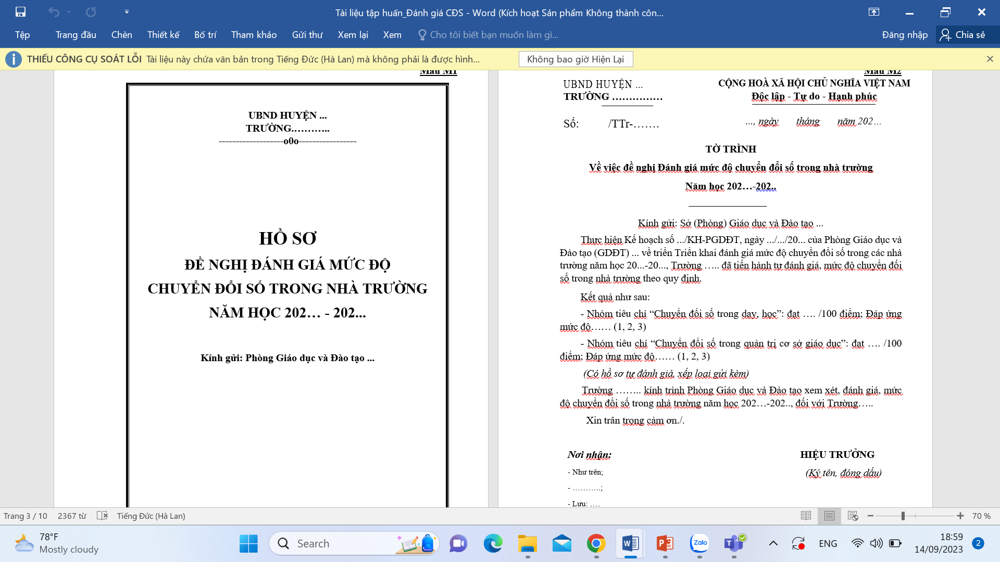 Tài liệu tập huấn_Đánh giá CĐS - Word (Kích hoạt Sản phẩm Không thành côn...
Tệp Trang đầu Chèn Thiết kế Bố trí Tham khảo Gửi thư Xem lại Xem Cho tôi biết bạn muốn làm gì... Đăng nhập Chia sẻ
THIẾU CÔNG CỤ SOÁT LỖI Tài liệu này chứa văn bản trong Tiếng Đức (Hà Lan) mà không phải là được hình... Không bao giờ Hiện Lại
Mẫu M1
UBND HUYỆN ...
TRƯỜNG………..
-------------------o0o-----------------
HỒ SƠ
ĐỀ NGHỊ ĐÁNH GIÁ MỨC ĐỘ
CHUYỂN ĐỔI SỐ TRONG NHÀ TRƯỜNG
NĂM HỌC 202… - 202...
Kính gửi: Phòng Giáo dục và Đào tạo ...
Mẫu M2
UBND HUYỆN ... CỘNG HOÀ XÃ HỘI CHỦ NGHĨA VIỆT NAM
TRƯỜNG …………… Độc lập - Tự do - Hạnh phúc
Số: /TTr-……. ..., ngày tháng năm 202…
TỜ TRÌNH
Về việc đề nghị Đánh giá mức độ chuyển đổi số trong nhà trường
Năm học 202…-202..
Kính gửi: Sở (Phòng) Giáo dục và Đào tạo ...
Thực hiện Kế hoạch số .../KH-PGDĐT, ngày .../.../20... của Phòng Giáo dục và
Đào tạo (GDĐT) ... về triển Triển khai đánh giá mức độ chuyển đổi số trong các nhà
trường năm học 20...-20..., Trường ….. đã tiến hành tự đánh giá, mức độ chuyển đối
số trong nhà trường theo quy định.
Kết quả như sau:
- Nhóm tiêu chí “Chuyển đổi số trong dạy, học”: đạt …. /100 điểm; Đáp ứng
mức độ…… (1, 2, 3)
- Nhóm tiêu chí “Chuyển đổi số trong quản trị cơ sở giáo dục”: đạt …. /100
điểm; Đáp ứng mức độ…… (1, 2, 3)
(Có hồ sơ tự đánh giá, xếp loại gửi kèm)
Trường …….. kính trình Phòng Giáo dục và Đào tạo xem xét, đánh giá, mức
độ chuyển đổi số trong nhà trường năm học 202…-202.., đối với Trường…..
Xin trân trọng cảm ơn./.
Nơi nhận: HIỆU TRƯỞNG
- Như trên; (Ký tên, đóng dấu)
- ………..;
- Lưu: ….
Trang 3 / 10 2367 từ Tiếng Đức (Hà Lan) 70 %
78°F
Mostly cloudy
Search
Zalo
ENG
18:59
14/09/2023
2